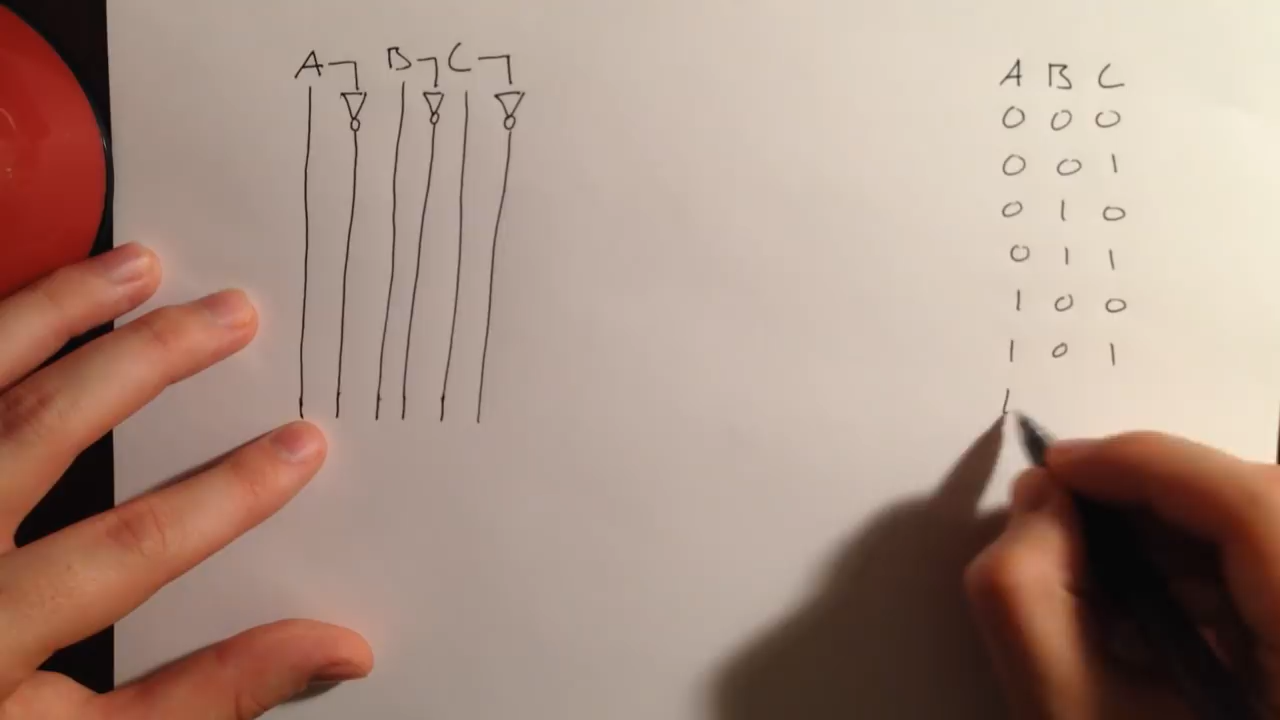 A B C
A B C
0 0 0
0 0 1
0 1 0
0 1 1
1 0 0
1 0 1
1